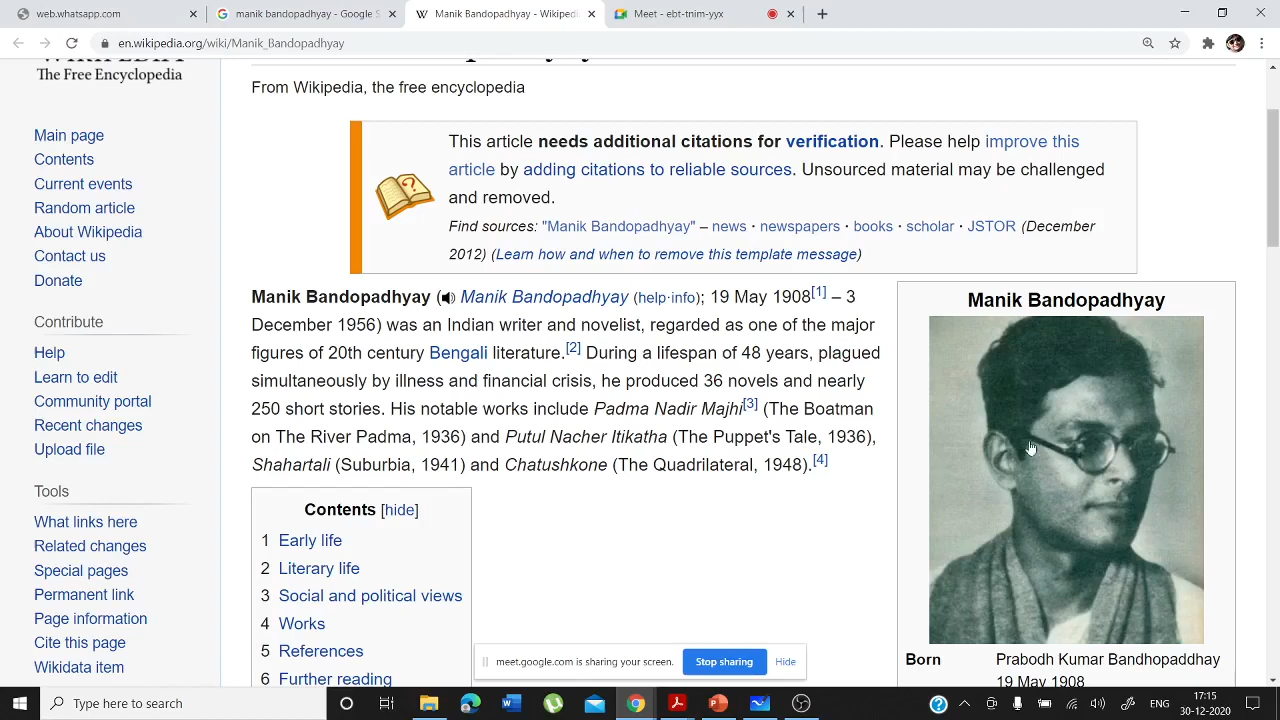 web.whatsapp.com
manik bandopadhyay - Google S
Manik Bandopadhyay - Wikipedi
Meet - ebt-tnim-yyx
en.wikipedia.org/wiki/Manik_Bandopadhyay
The Free Encyclopedia
From Wikipedia, the free encyclopedia
Main page
Contents
Current events
Random article
About Wikipedia
Contact us
Donate
Contribute
Help
Learn to edit
Community portal
Recent changes
Upload file
Tools
What links here
Related changes
Special pages
Permanent link
Page information
Cite this page
Wikidata item
This article needs additional citations for verification. Please help improve this
article by adding citations to reliable sources. Unsourced material may be challenged
and removed.
Find sources: "Manik Bandopadhyay" – news · newspapers · books · scholar · JSTOR (December
2012) (Learn how and when to remove this template message)
Manik Bandopadhyay ( Manik Bandopadhyay (help·info); 19 May 1908[1] – 3
December 1956) was an Indian writer and novelist, regarded as one of the major
figures of 20th century Bengali literature.[2] During a lifespan of 48 years, plagued
simultaneously by illness and financial crisis, he produced 36 novels and nearly
250 short stories. His notable works include Padma Nadir Majhi[3] (The Boatman
on The River Padma, 1936) and Putul Nacher Itikatha (The Puppet's Tale, 1936),
Shahartali (Suburbia, 1941) and Chatushkone (The Quadrilateral, 1948).[4]
Contents [hide]
1 Early life
2 Literary life
3 Social and political views
4 Works
5 References
6 Further reading
Manik Bandopadhyay
Born Prabodh Kumar Bandhopaddhay
19 May 1908
meet.google.com is sharing your screen. Stop sharing Hide
Type here to search
ENG
17:15
30-12-2020